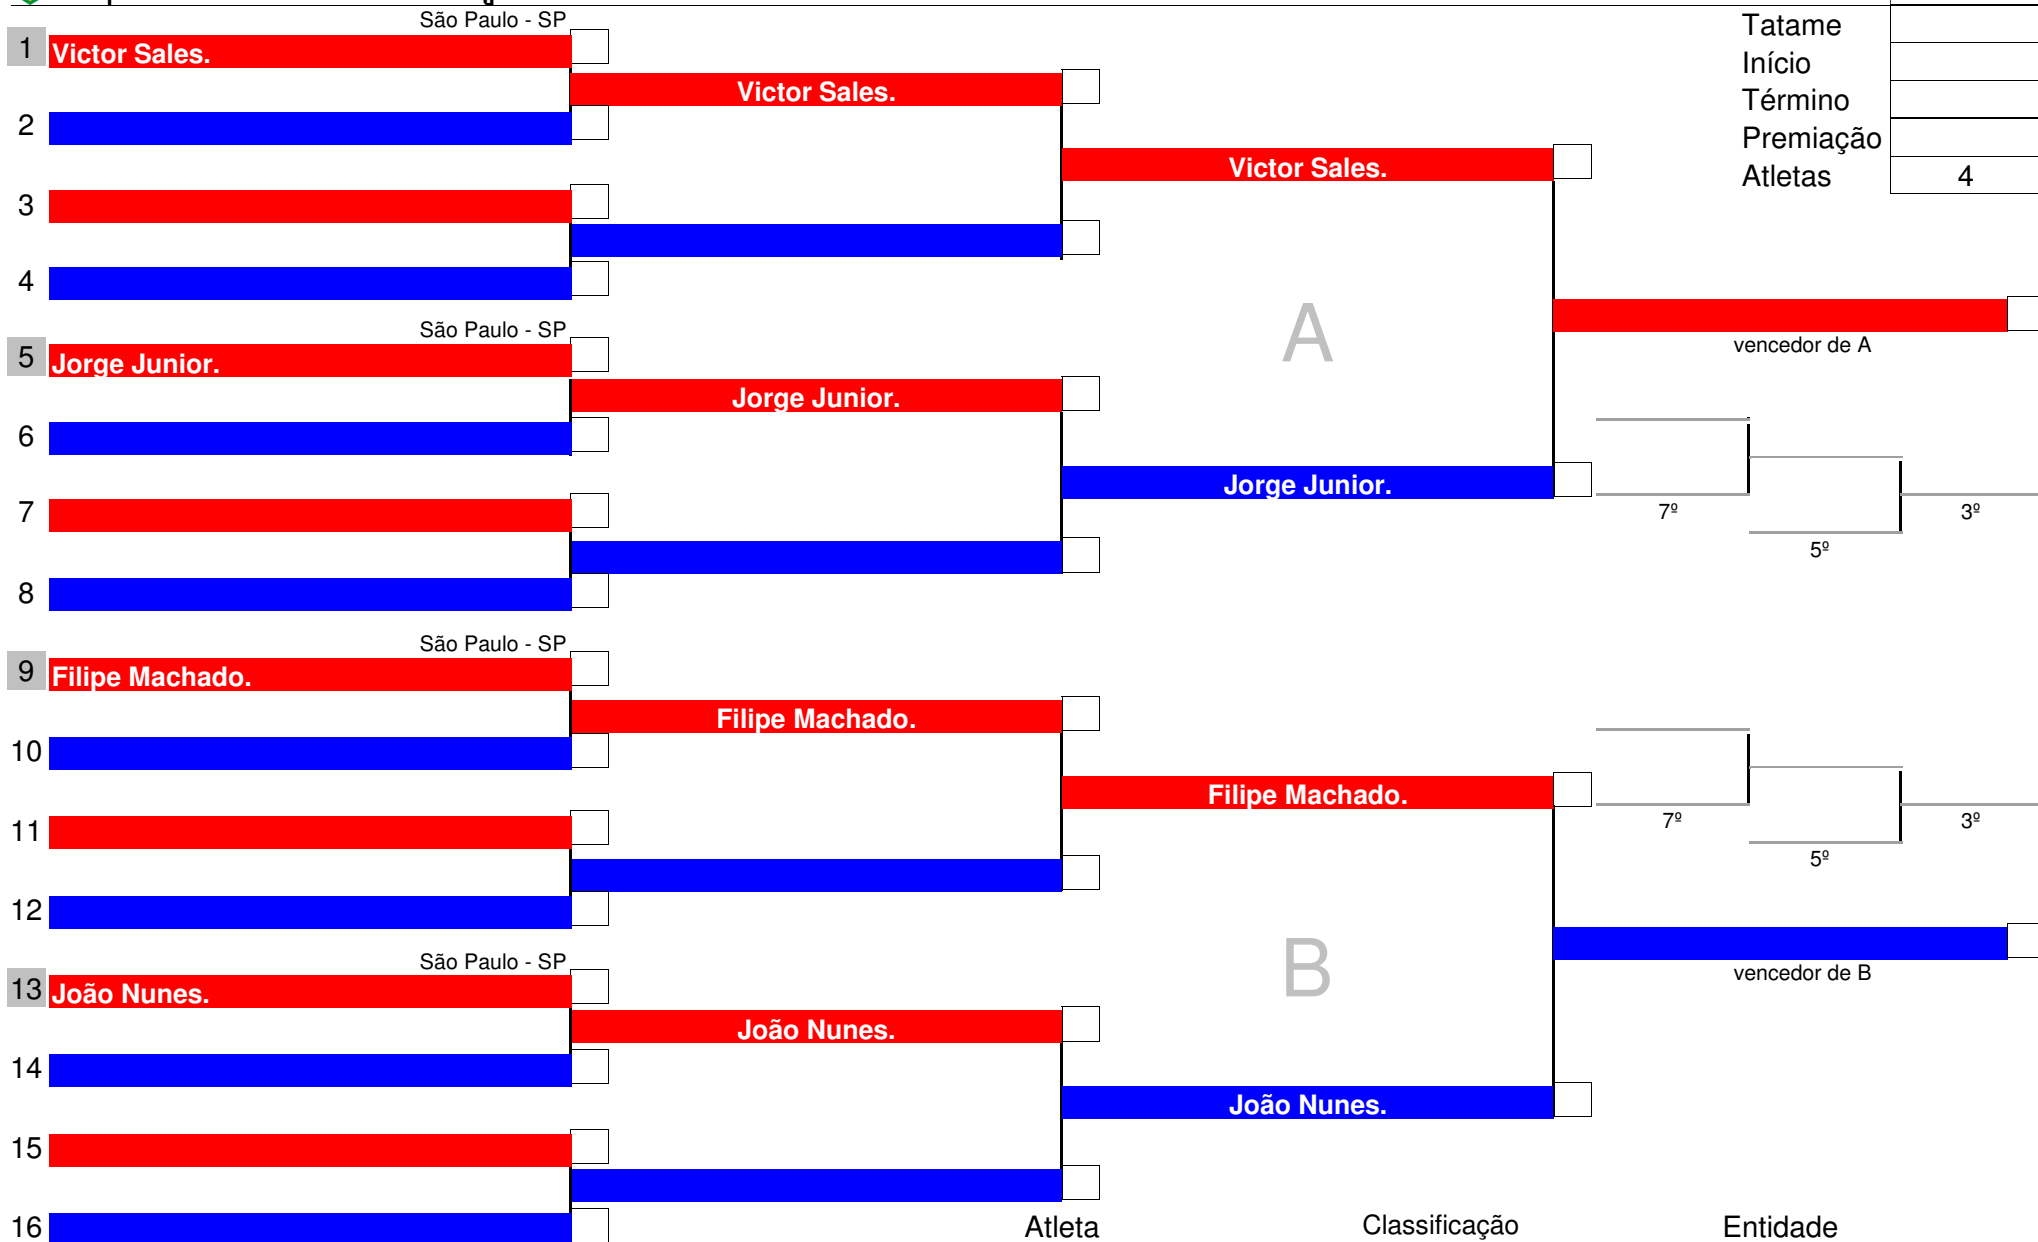 São Paulo - SP
Tatame
1 Victor Sales.
Início
Victor Sales.
Término
2
Premiação
Victor Sales.
Atletas 4
3
4
São Paulo - SP
A
vencedor de A
5 Jorge Junior.
Jorge Junior.
6
Jorge Junior.
7
7º
3º
5º
8
São Paulo - SP
9 Filipe Machado.
Filipe Machado.
10
Filipe Machado.
11
7º
3º
5º
12
São Paulo - SP
B
vencedor de B
13 João Nunes.
João Nunes.
14
João Nunes.
15
16
Atleta Classificação Entidade